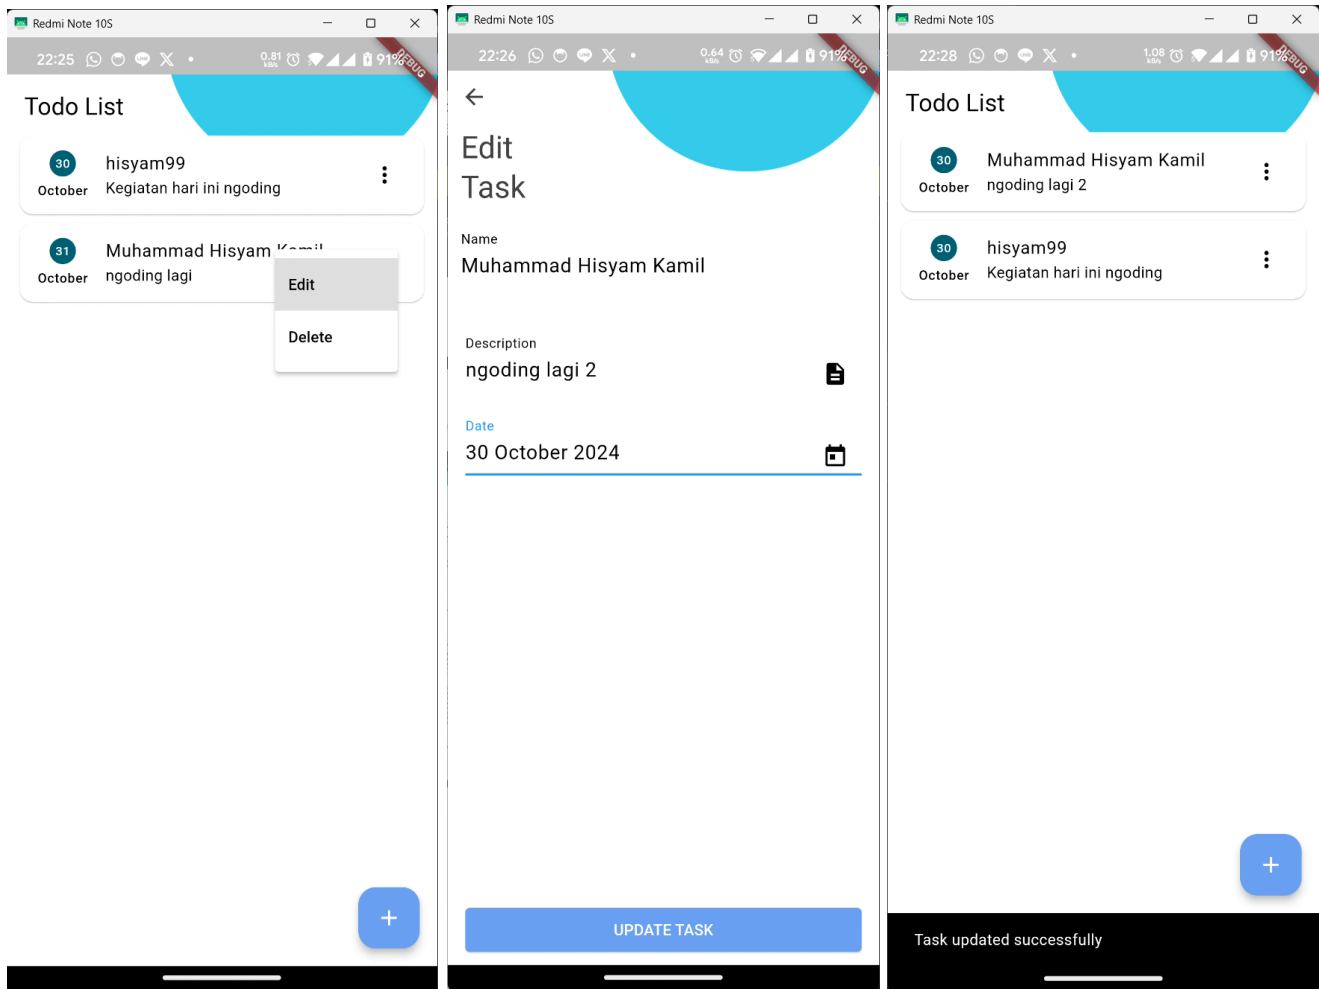 Redmi Note 10S
22:25 0.81 kB/s 91%
DEBUG
Todo List
30 October
hisyam99
Kegiatan hari ini ngoding
31 October
Muhammad Hisyam Kamil
ngoding lagi
Edit
Delete
+
Redmi Note 10S
22:26 0.64 kB/s 91%
DEBUG
Edit
Task
Name
Muhammad Hisyam Kamil
Description
ngoding lagi 2
Date
30 October 2024
UPDATE TASK
Redmi Note 10S
22:28 1.08 kB/s 91%
DEBUG
Todo List
30 October
Muhammad Hisyam Kamil
ngoding lagi 2
30 October
hisyam99
Kegiatan hari ini ngoding
+
Task updated successfully